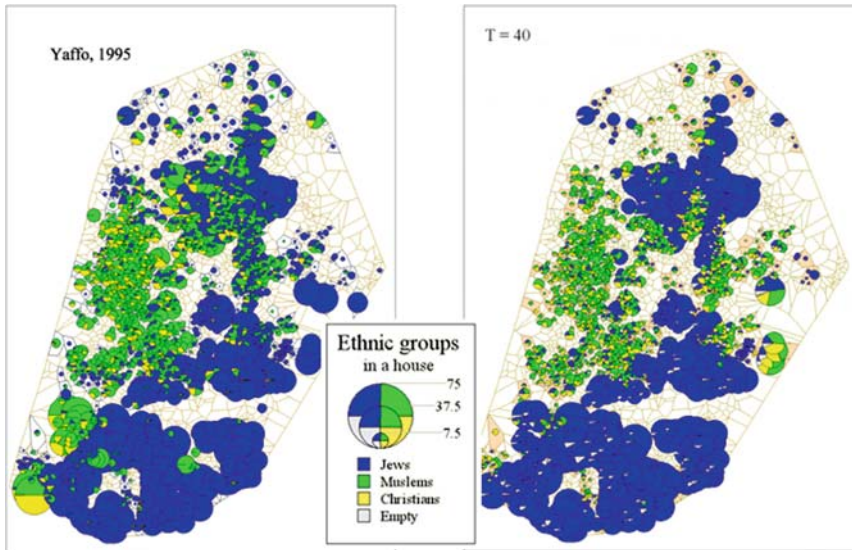 Yaffo, 1995
T = 40
Ethnic groups
in a house
75
37.5
7.5
Jews
Muslems
Christians
Empty